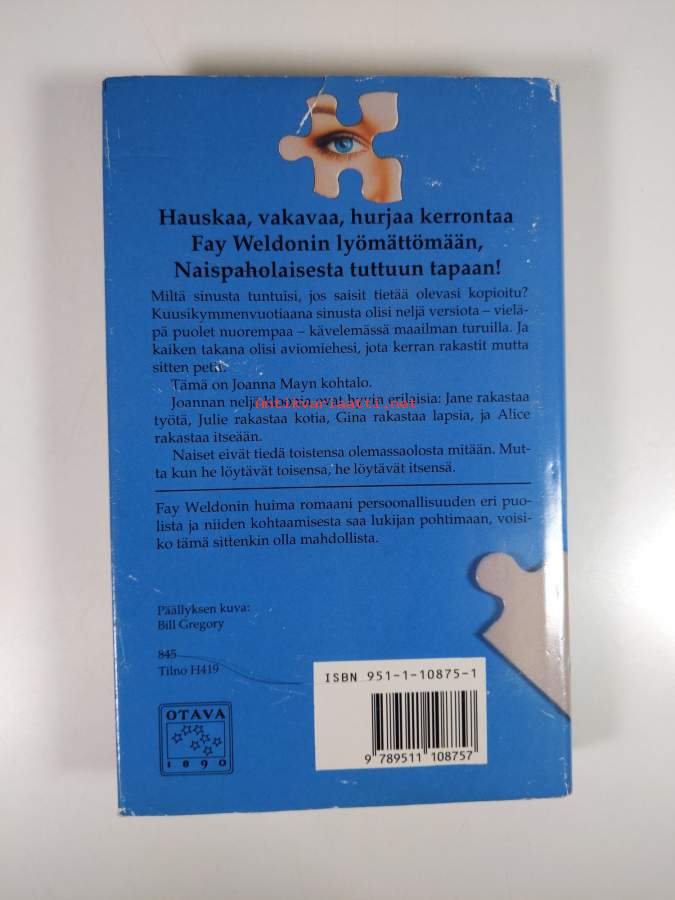 Hauskaa, vakavaa, hurjaa kerrontaa
Fay Weldonin lyömättömään,
Naispaholaisesta tuttuun tapaan!
Miltä sinusta tuntuisi, jos saisit tietää olevasi kopioitu?
Kuusikymmenvuotiaana sinusta olisi neljä versiota – vielä-
pä puolet nuorempaa – kävelemässä maailman turuilla. Ja
kaiken takana olisi aviomiehesi, jota kerran rakastit mutta
sitten petit.
Tämä on Joanna Mayn kohtalo.
Joannan neljä kloonia ovat hyvin erilaisia: Jane rakastaa
antikvariaatti.net
työtä, Julie rakastaa kotia, Gina rakastaa lapsia, ja Alice
rakastaa itseään.
Naiset eivät tiedä toistensa olemassaolosta mitään. Mut-
ta kun he löytävät toisensa, he löytävät itsensä.
Fay Weldonin huima romaani persoonallisuuden eri puo-
lista ja niiden kohtaamisesta saa lukijan pohtimaan, voisi-
ko tämä sittenkin olla mahdollista.
Päällyksen kuva:
Bill Gregory
845
Tilno H419
OTAVA
1890
ISBN 951-1-10875-1
9 789511 108757